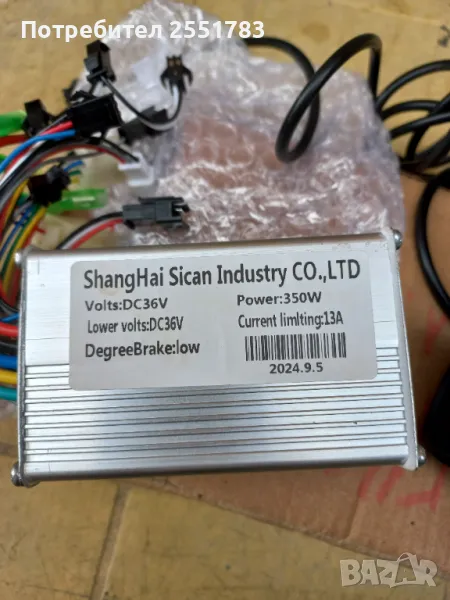 Потребител 2551783
ShangHai Sican Industry CO.,LTD
Volts:DC36V Power:350W
Lower volts:DC36V Current limlting:13A
DegreeBrake:low
2024.9.5
BAZAR